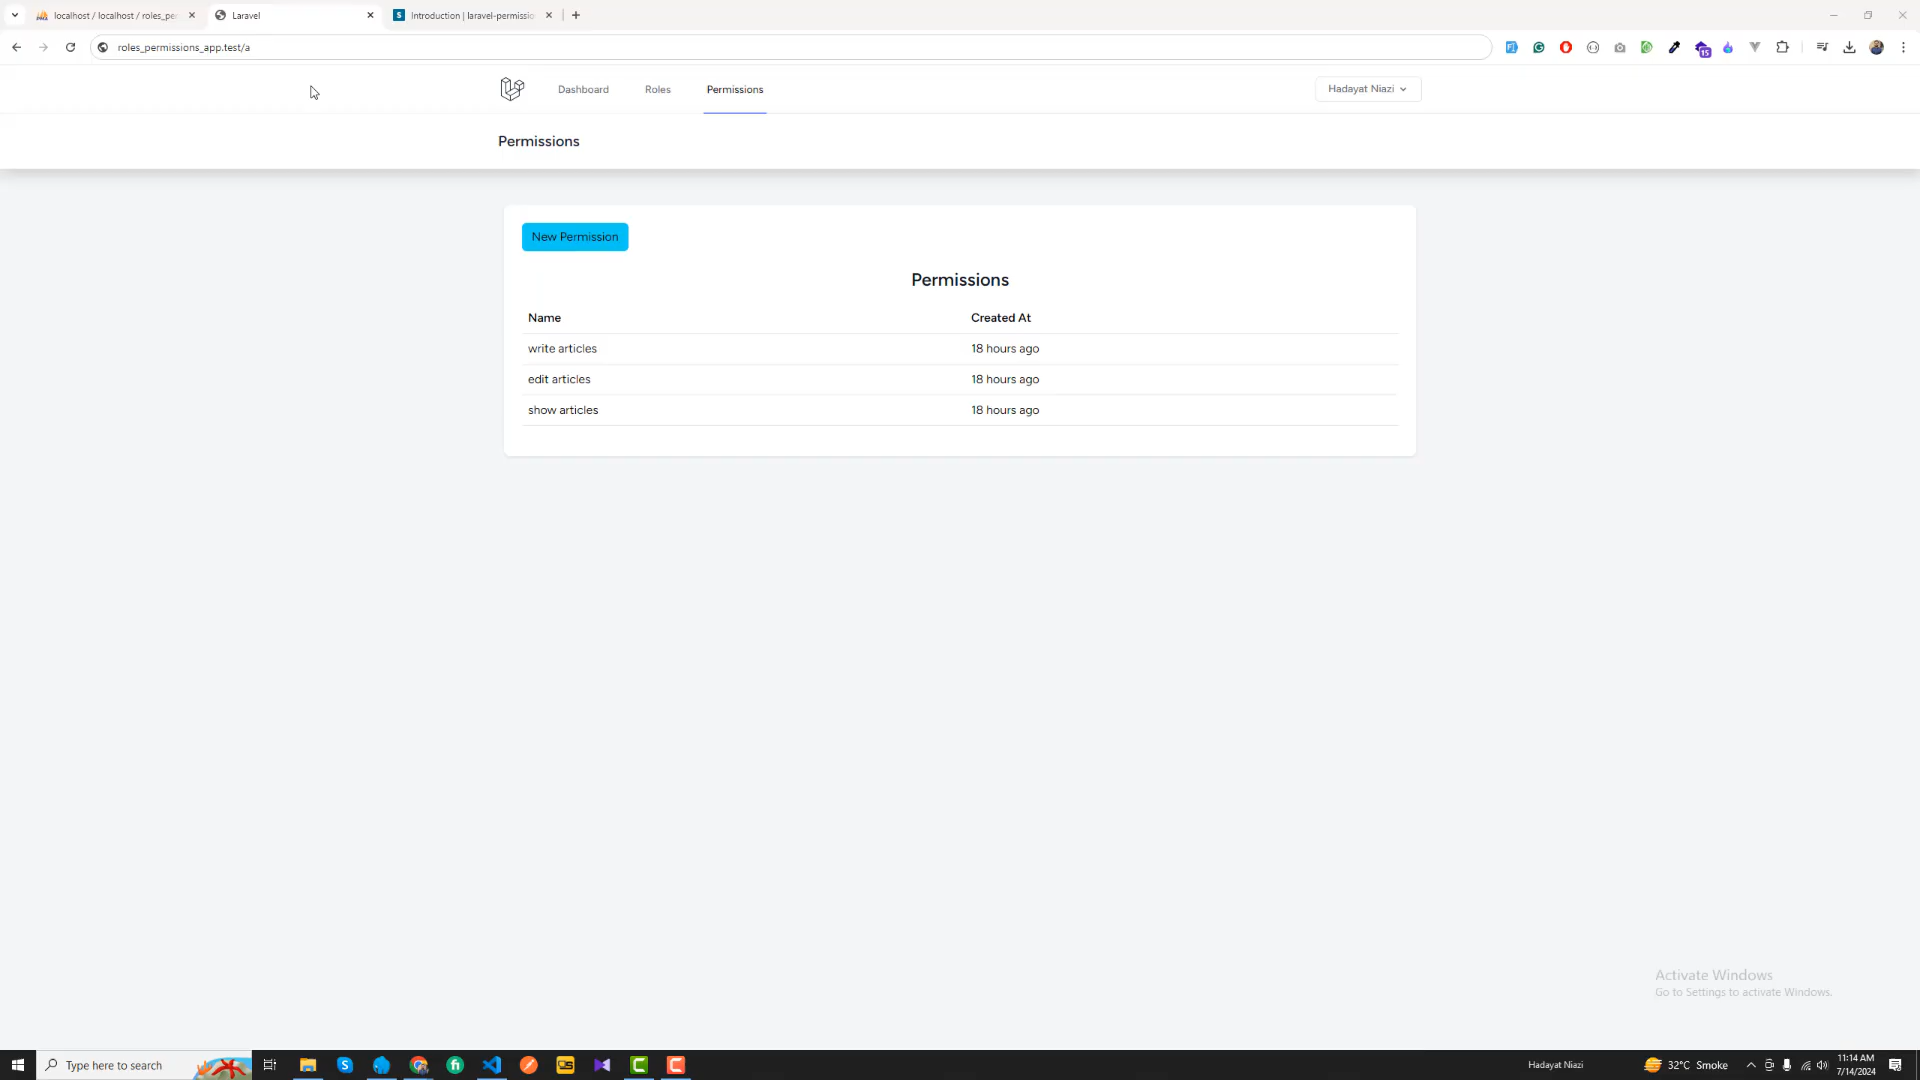 localhost / localhost / roles_pe
Laravel
Introduction | laravel-permissio
roles_permissions_app.test/a
15
Dashboard
Roles
Permissions
Hadayat Niazi
Permissions
New Permission
Permissions
Name
Created At
write articles
18 hours ago
edit articles
18 hours ago
show articles
18 hours ago
Activate Windows
Go to Settings to activate Windows.
Type here to search
Hadayat Niazi
32°C Smoke
11:14 AM
7/14/2024